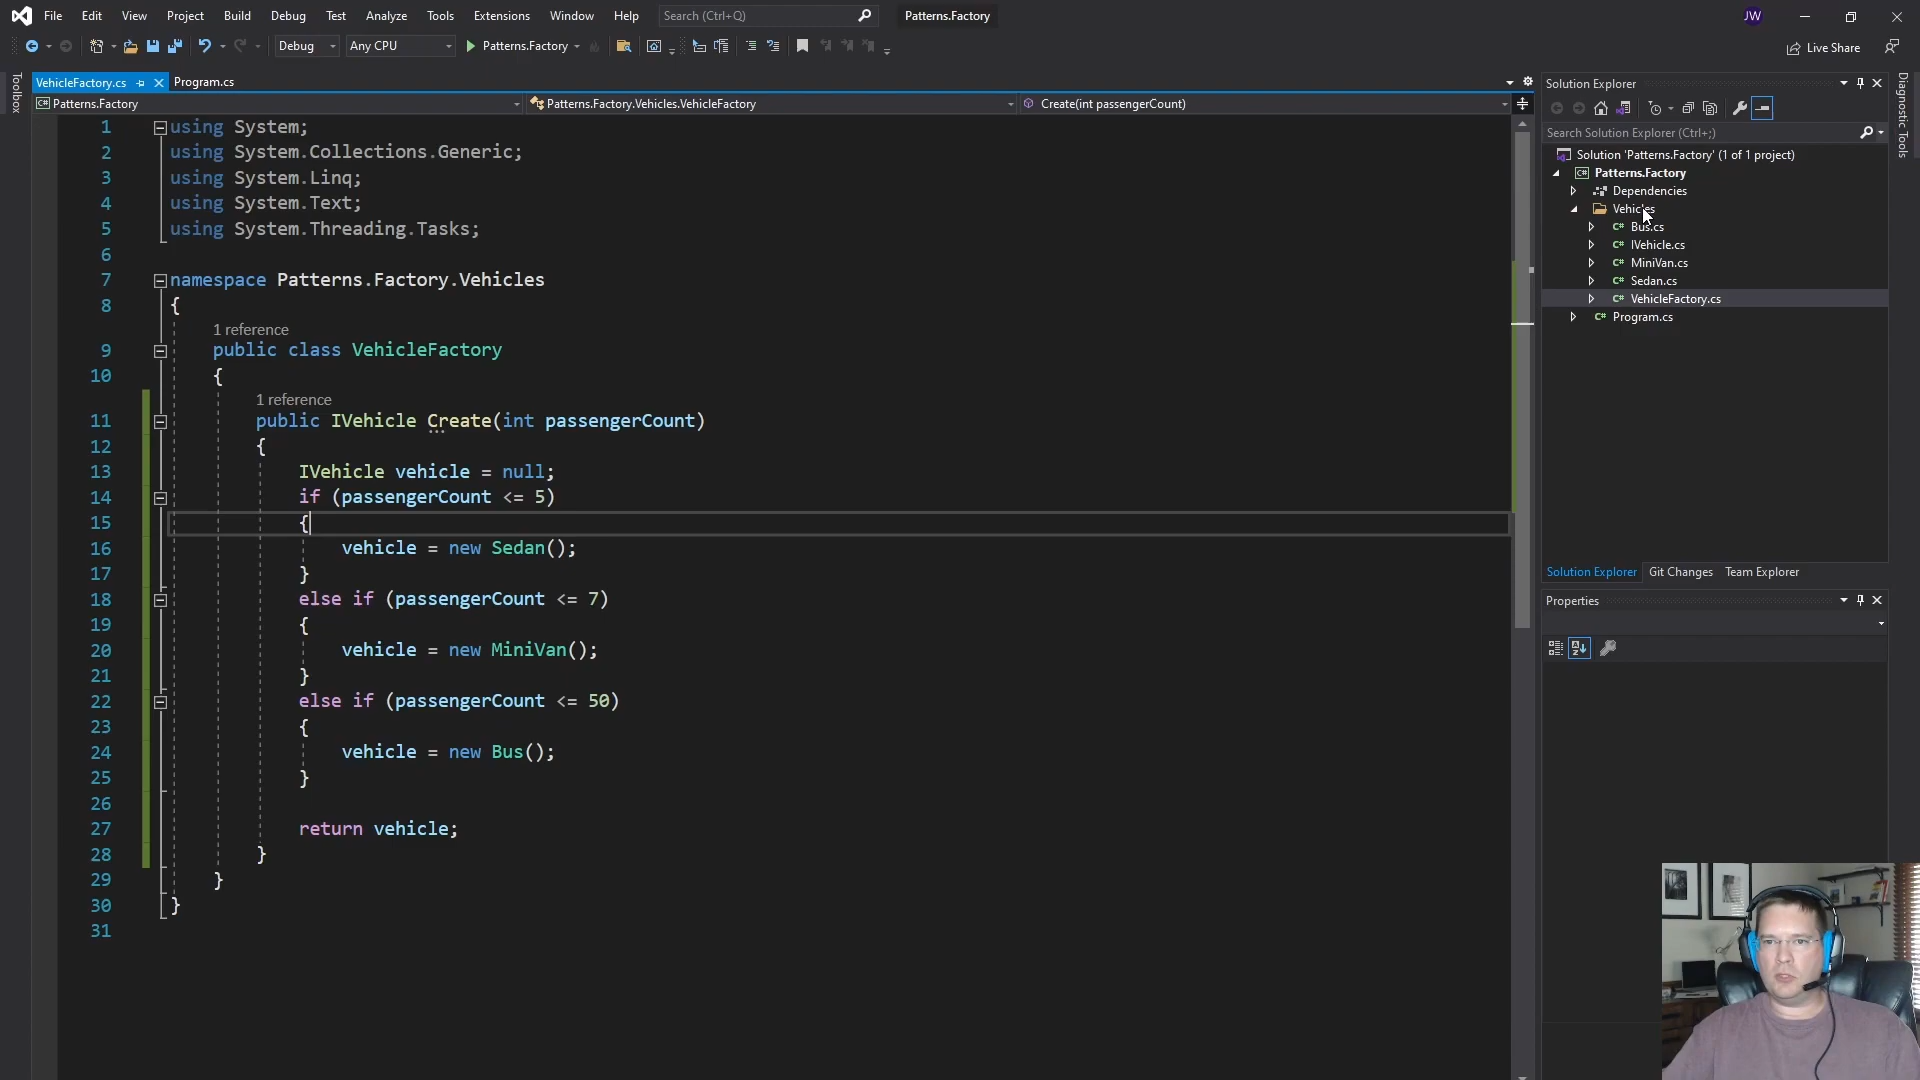 File Edit View Project Build Debug Test Analyze Tools Extensions Window Help Search (Ctrl+Q) Patterns.Factory JW
Debug Any CPU Patterns.Factory Live Share
Toolbox
VehicleFactory.cs Program.cs
Patterns.Factory Patterns.Factory.Vehicles.VehicleFactory Create(int passengerCount)
1 using System;
2 using System.Collections.Generic;
3 using System.Linq;
4 using System.Text;
5 using System.Threading.Tasks;
6
7 namespace Patterns.Factory.Vehicles
8 {
1 reference
9 public class VehicleFactory
10 {
1 reference
11 public IVehicle Create(int passengerCount)
12 {
13 IVehicle vehicle = null;
14 if (passengerCount <= 5)
15 {
16 vehicle = new Sedan();
17 }
18 else if (passengerCount <= 7)
19 {
20 vehicle = new MiniVan();
21 }
22 else if (passengerCount <= 50)
23 {
24 vehicle = new Bus();
25 }
26
27 return vehicle;
28 }
29 }
30 }
31
Solution Explorer
Search Solution Explorer (Ctrl+;)
Solution 'Patterns.Factory' (1 of 1 project)
Patterns.Factory
Dependencies
Vehicles
C# Bus.cs
C# IVehicle.cs
C# MiniVan.cs
C# Sedan.cs
C# VehicleFactory.cs
C# Program.cs
Solution Explorer Git Changes Team Explorer
Properties
Diagnostic Tools